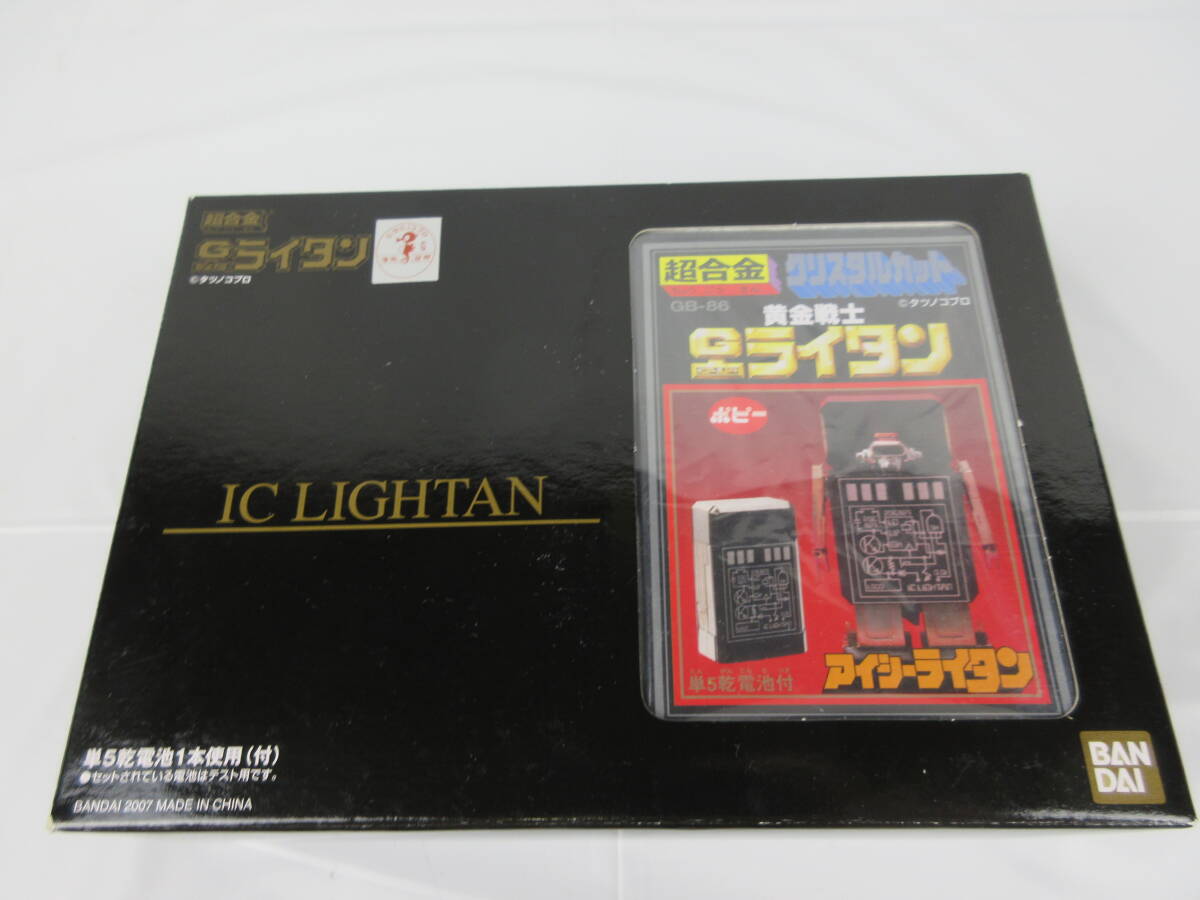 超合金
Gライタン
©タツノコプロ
IC LIGHTAN
単5乾電池1本使用(付)
●セットされている電池はテスト用です。
BANDAI 2007 MADE IN CHINA
超合金
クリスタルカット
GB-86
©タツノコプロ
黄金戦士
Gライタン
ポピー
IC LIGHTAN
IC LIGHTAN
単5乾電池付
アイシーライタン
BAN
DAI